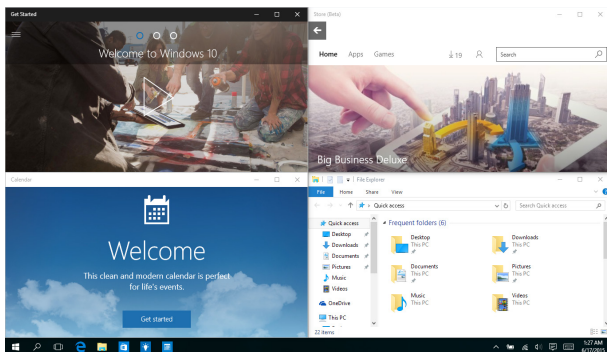 Get Started
Welcome to Windows 10
Store (Beta)
Home Apps Games
19
Search
Big Business Deluxe
Calendar
Welcome
This clean and modern calendar is perfect
for life's events.
Get started
File Explorer
File Home Share View
Quick access
Search Quick access
Quick access
Desktop
Downloads
Documents
Pictures
Music
Videos
OneDrive
This PC
22 items
Frequent folders (6)
Desktop
This PC
Downloads
This PC
Documents
This PC
Pictures
This PC
Music
This PC
Videos
This PC
1:27 AM
6/17/2015